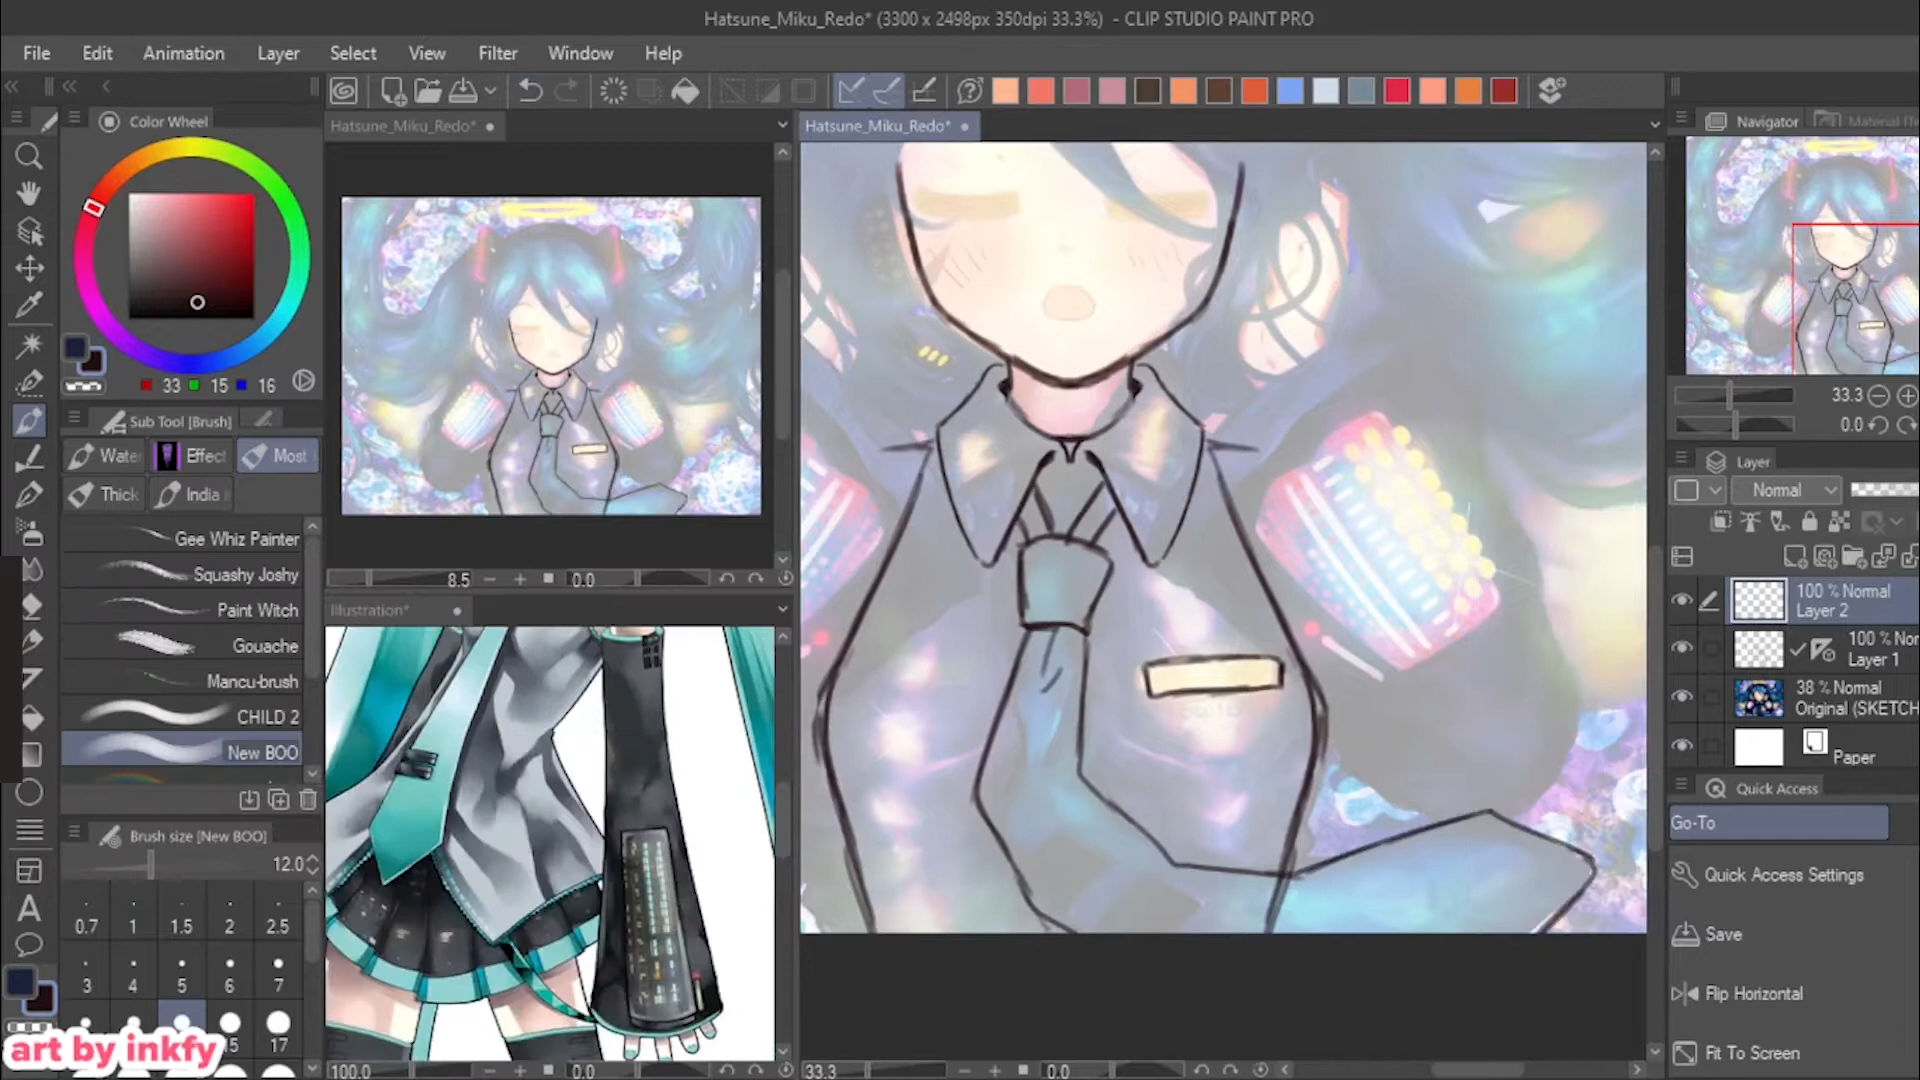 Hatsune_Miku_Redo* (3300 x 2498px 350dpi 33.3%) - CLIP STUDIO PAINT PRO
File Edit Animation Layer Select View Filter Window Help
Color Wheel
Hatsune_Miku_Redo*
Hatsune_Miku_Redo*
Navigator
Material
33 15 16
33.3
0.0
Sub Tool [Brush]
Water
Effect
Most
Thick
India
Gee Whiz Painter
Squashy Joshy
Paint Witch
Gouache
Mancu-brush
CHILD 2
New BOO
Brush size [New BOO]
12.0
0.7 1 1.5 2 2.5
3 4 5 6 7
15 17
8.5
0.0
Illustration*
100.0
0.0
33.3
0.0
Layer
Normal
100 % Normal
Layer 2
100 % Nor
Layer 1
38 % Normal
Original (SKETCH
Paper
Quick Access
Go-To
Quick Access Settings
Save
Flip Horizontal
Fit To Screen
art by inkfy